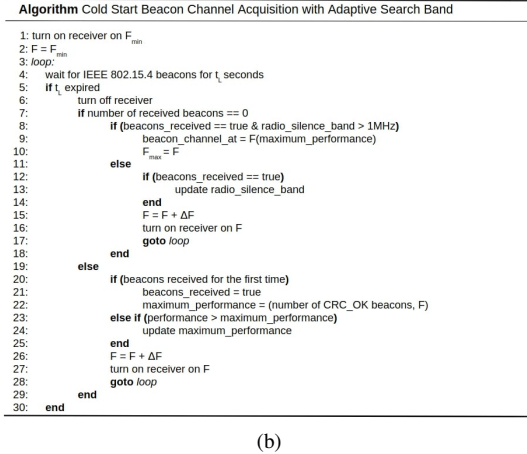 Algorithm Cold Start Beacon Channel Acquisition with Adaptive Search Band
1: turn on receiver on F_min
2: F = F_min
3: loop:
4: wait for IEEE 802.15.4 beacons for t_L seconds
5: if t_L expired
6: turn off receiver
7: if number of received beacons == 0
8: if (beacons_received == true & radio_silence_band > 1MHz)
9: beacon_channel_at = F(maximum_performance)
10: F_max = F
11: else
12: if (beacons_received == true)
13: update radio_silence_band
14: end
15: F = F + ΔF
16: turn on receiver on F
17: goto loop
18: end
19: else
20: if (beacons received for the first time)
21: beacons_received = true
22: maximum_performance = (number of CRC_OK beacons, F)
23: else if (performance > maximum_performance)
24: update maximum_performance
25: end
26: F = F + ΔF
27: turn on receiver on F
28: goto loop
29: end
30: end
(b)